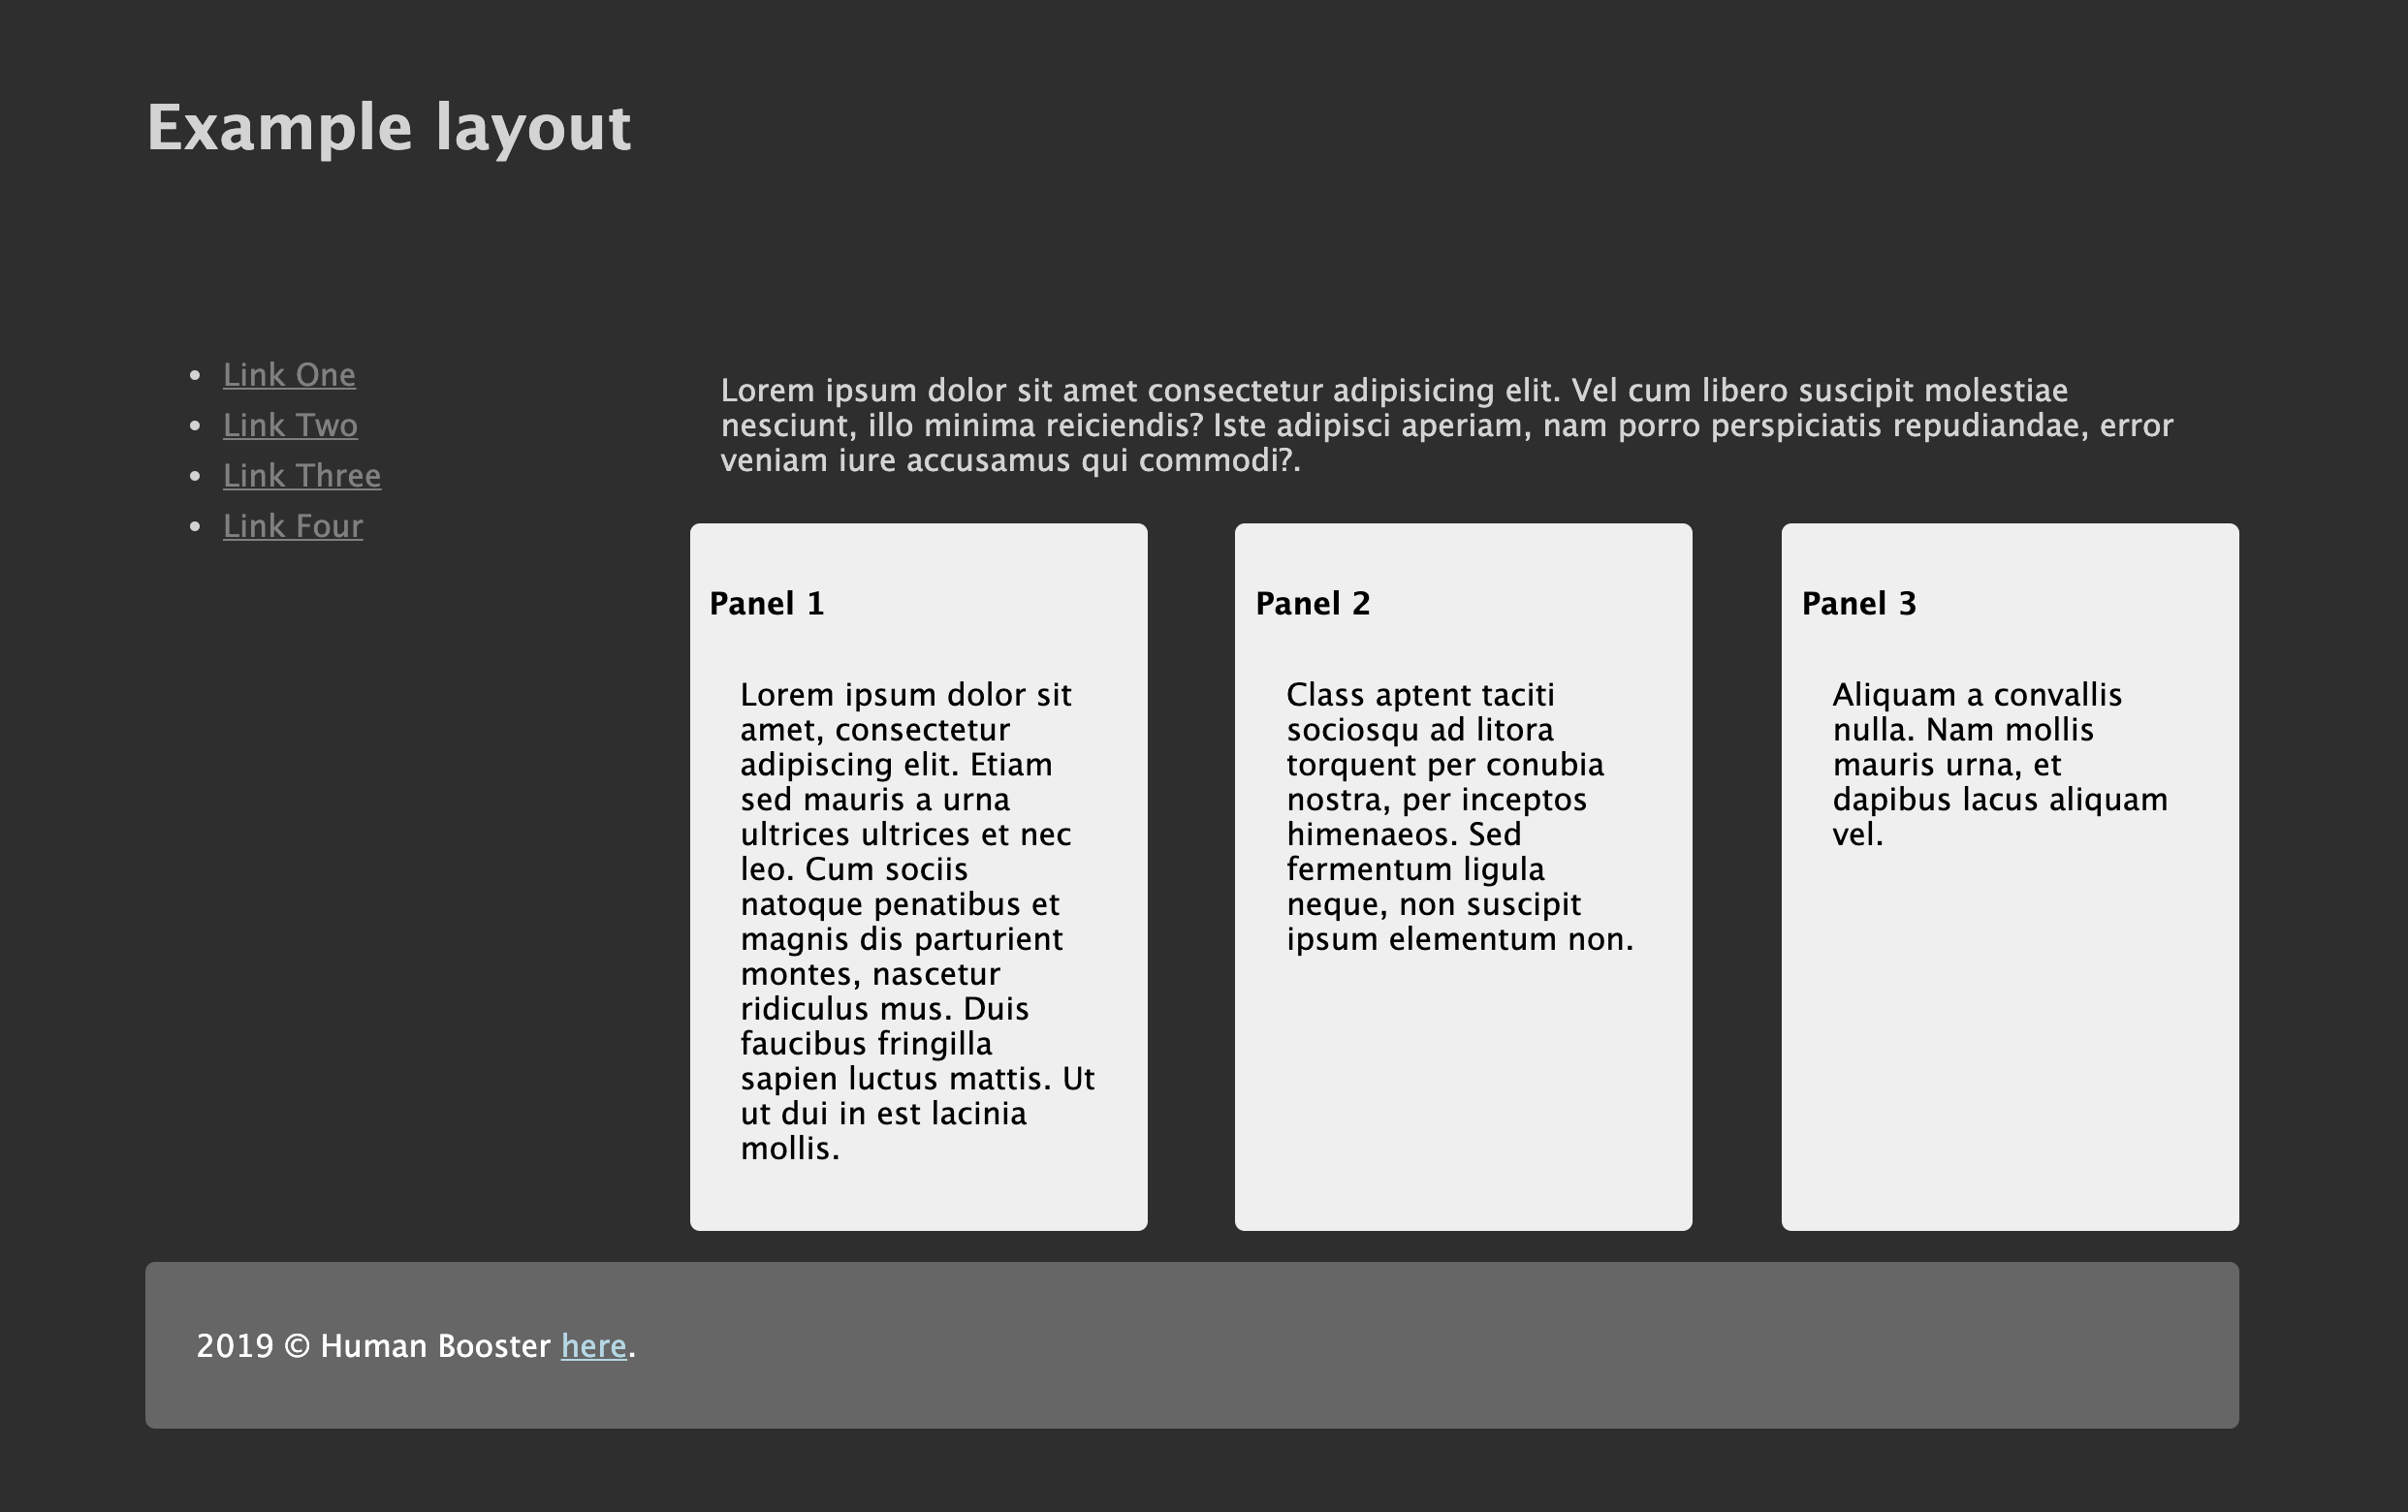 Example layout
Link One
Link Two
Link Three
Link Four
Lorem ipsum dolor sit amet consectetur adipisicing elit. Vel cum libero suscipit molestiae
nesciunt, illo minima reiciendis? Iste adipisci aperiam, nam porro perspiciatis repudiandae, error
veniam iure accusamus qui commodi?.
Panel 1
Lorem ipsum dolor sit
amet, consectetur
adipiscing elit. Etiam
sed mauris a urna
ultrices ultrices et nec
leo. Cum sociis
natoque penatibus et
magnis dis parturient
montes, nascetur
ridiculus mus. Duis
faucibus fringilla
sapien luctus mattis. Ut
ut dui in est lacinia
mollis.
Panel 2
Class aptent taciti
sociosqu ad litora
torquent per conubia
nostra, per inceptos
himenaeos. Sed
fermentum ligula
neque, non suscipit
ipsum elementum non.
Panel 3
Aliquam a convallis
nulla. Nam mollis
mauris urna, et
dapibus lacus aliquam
vel.
2019 © Human Booster here.